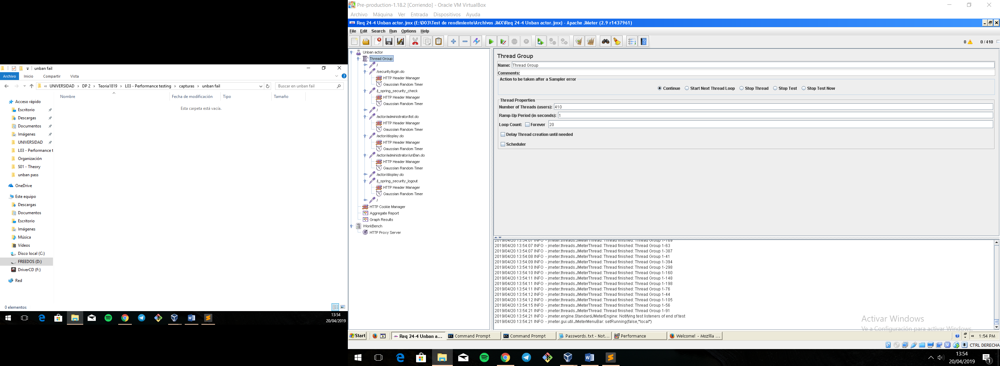 unban fail
Archivo Inicio Compartir Vista
« UNIVERSIDAD › DP 2 › Teoria1819 › L03 - Performance testing › capturas › unban fail
Buscar en unban fail
Nombre Fecha de modificación Tipo Tamaño
Esta carpeta está vacía.
Acceso rápido
Escritorio
Descargas
Documentos
Imágenes
UNIVERSIDAD
L03 - Performance t
Organización
S01 - Theory
unban pass
OneDrive
Este equipo
Descargas
Documentos
Escritorio
Imágenes
Música
Vídeos
Disco local (C:)
FREEDOS (D:)
DriverCD (F:)
Red
0 elementos
13:54
20/04/2019
Pre-production-1.18.2 [Corriendo] - Oracle VM VirtualBox
Archivo Máquina Ver Entrada Dispositivos Ayuda
Req 24-4 Unban actor.jmx (E:\D03\Test de rendimiento\Archivos JMX\Req 24-4 Unban actor.jmx) - Apache JMeter (2.9 r1437961)
File Edit Search Run Options Help
0 0 / 410
Unban actor
Thread Group
/
/security/login.do
HTTP Header Manager
Gaussian Random Timer
/j_spring_security_check
HTTP Header Manager
Gaussian Random Timer
/
/actor/administrator/list.do
HTTP Header Manager
Gaussian Random Timer
/actor/display.do
HTTP Header Manager
Gaussian Random Timer
/actor/administrator/unBan.do
HTTP Header Manager
Gaussian Random Timer
/actor/display.do
/j_spring_security_logout
HTTP Header Manager
Gaussian Random Timer
/
HTTP Cookie Manager
Aggregate Report
Graph Results
WorkBench
HTTP Proxy Server
Thread Group
Name: Thread Group
Comments:
Action to be taken after a Sampler error
Continue Start Next Thread Loop Stop Thread Stop Test Stop Test Now
Thread Properties
Number of Threads (users): 410
Ramp-Up Period (in seconds): 1
Loop Count: Forever 20
Delay Thread creation until needed
Scheduler
2019/04/20 13:54:07 INFO - jmeter.threads.JMeterThread: Thread finished: Thread Group 1-169
2019/04/20 13:54:07 INFO - jmeter.threads.JMeterThread: Thread finished: Thread Group 1-63
2019/04/20 13:54:07 INFO - jmeter.threads.JMeterThread: Thread finished: Thread Group 1-387
2019/04/20 13:54:08 INFO - jmeter.threads.JMeterThread: Thread finished: Thread Group 1-41
2019/04/20 13:54:09 INFO - jmeter.threads.JMeterThread: Thread finished: Thread Group 1-394
2019/04/20 13:54:10 INFO - jmeter.threads.JMeterThread: Thread finished: Thread Group 1-298
2019/04/20 13:54:10 INFO - jmeter.threads.JMeterThread: Thread finished: Thread Group 1-160
2019/04/20 13:54:11 INFO - jmeter.threads.JMeterThread: Thread finished: Thread Group 1-148
2019/04/20 13:54:11 INFO - jmeter.threads.JMeterThread: Thread finished: Thread Group 1-198
2019/04/20 13:54:11 INFO - jmeter.threads.JMeterThread: Thread finished: Thread Group 1-76
2019/04/20 13:54:12 INFO - jmeter.threads.JMeterThread: Thread finished: Thread Group 1-44
2019/04/20 13:54:12 INFO - jmeter.threads.JMeterThread: Thread finished: Thread Group 1-105
2019/04/20 13:54:15 INFO - jmeter.threads.JMeterThread: Thread finished: Thread Group 1-56
2019/04/20 13:54:21 INFO - jmeter.threads.JMeterThread: Thread finished: Thread Group 1-91
2019/04/20 13:54:21 INFO - jmeter.engine.StandardJMeterEngine: Notifying test listeners of end of test
2019/04/20 13:54:21 INFO - jmeter.gui.util.JMeterMenuBar: setRunning(false,*local*)
Activar Windows
Ve a Configuración para activar Windows.
Start Req 24-4 Unban a... Command Prompt Command Prompt Passwords.txt - Not... Performance Welcome! - Mozilla ... « 1:54 PM
CTRL DERECHA
13:54
20/04/2019
1